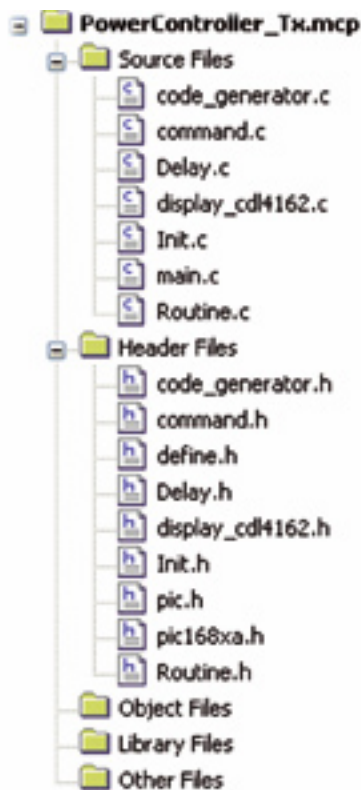 PowerController_Tx.mcp
Source Files
code_generator.c
command.c
Delay.c
display_cdl4162.c
Init.c
main.c
Routine.c
Header Files
code_generator.h
command.h
define.h
Delay.h
display_cdl4162.h
Init.h
pic.h
pic168xa.h
Routine.h
Object Files
Library Files
Other Files